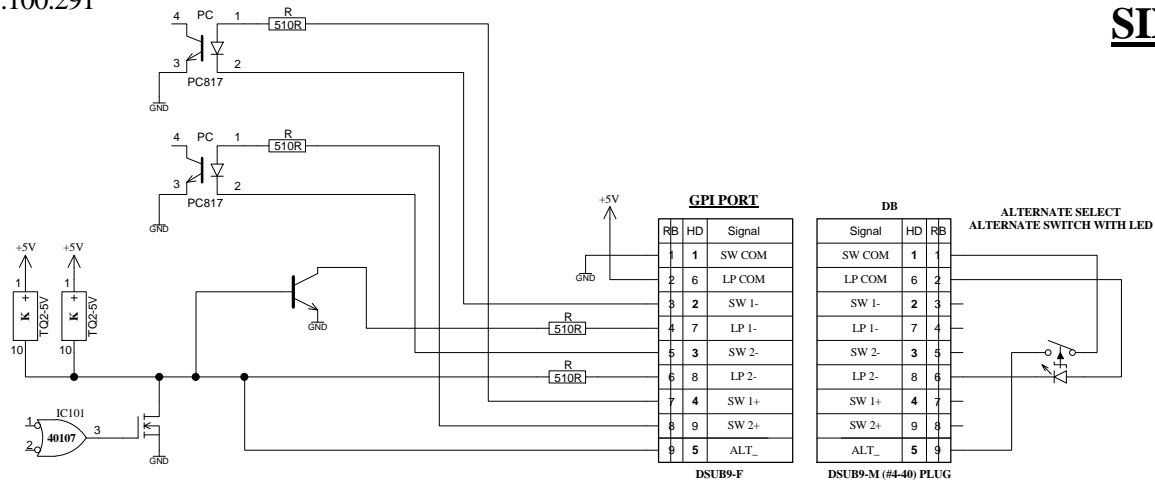 .100.291
SD
4 PC 1 R
510R
3 2
PC817
GND
4 PC 1 R
510R
3 2
PC817
GND
+5V
GPI PORT
RB HD Signal
1 1 SW COM
2 6 LP COM
3 2 SW 1-
4 7 LP 1-
5 3 SW 2-
6 8 LP 2-
7 4 SW 1+
8 9 SW 2+
9 5 ALT_
DSUB9-F
GND
DB
Signal HD RB
SW COM 1 1
LP COM 6 2
SW 1- 2 3
LP 1- 7 4
SW 2- 3 5
LP 2- 8 6
SW 1+ 4 7
SW 2+ 9 8
ALT_ 5 9
DSUB9-M (#4-40) PLUG
ALTERNATE SELECT
ALTERNATE SWITCH WITH LED
+5V +5V
1 1
K + K +
TQ2-5V TQ2-5V
10 10
GND
R
510R
R
510R
IC101
1
2
40107
3
GND